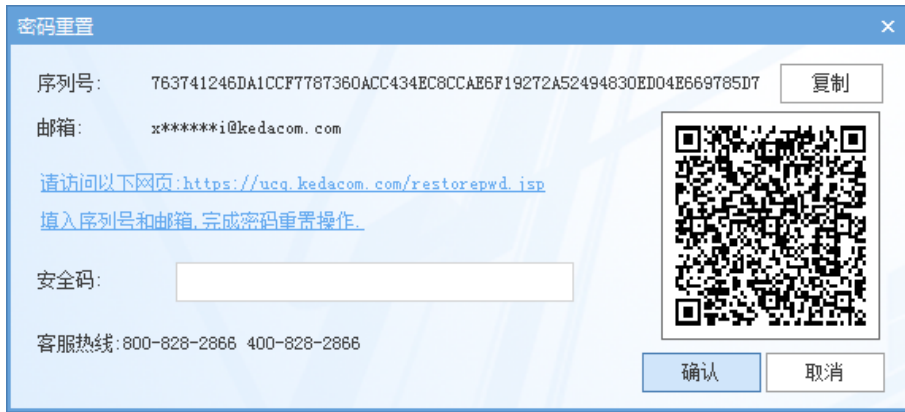 密码重置
序列号: 763741246DA1CCF7787360ACC434EC8CCAE6F19272A52494830ED04E669785D7 复制
邮箱: x******i@kedacom.com
请访问以下网页:https://ucq.kedacom.com/restorepwd.jsp
填入序列号和邮箱,完成密码重置操作.
安全码:
客服热线:800-828-2866 400-828-2866
确认 取消